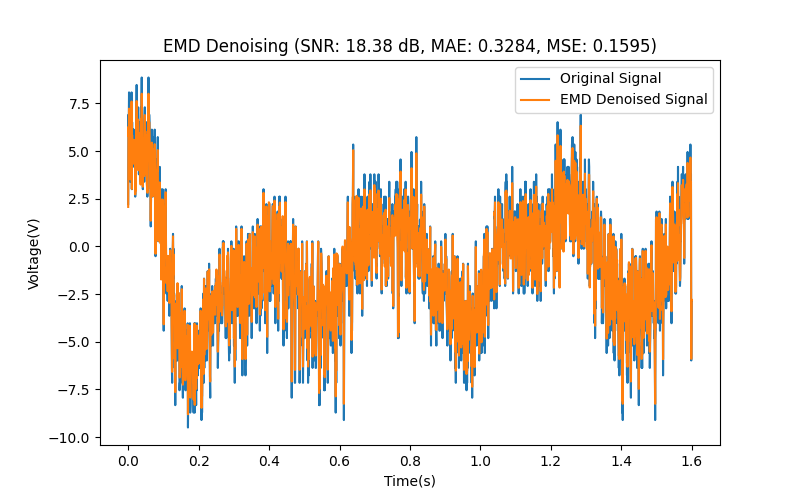 EMD Denoising (SNR: 18.38 dB, MAE: 0.3284, MSE: 0.1595)
Original Signal
EMD Denoised Signal
7.5
5.0
2.5
0.0
−2.5
−5.0
−7.5
−10.0
Voltage(V)
0.0 0.2 0.4 0.6 0.8 1.0 1.2 1.4 1.6
Time(s)